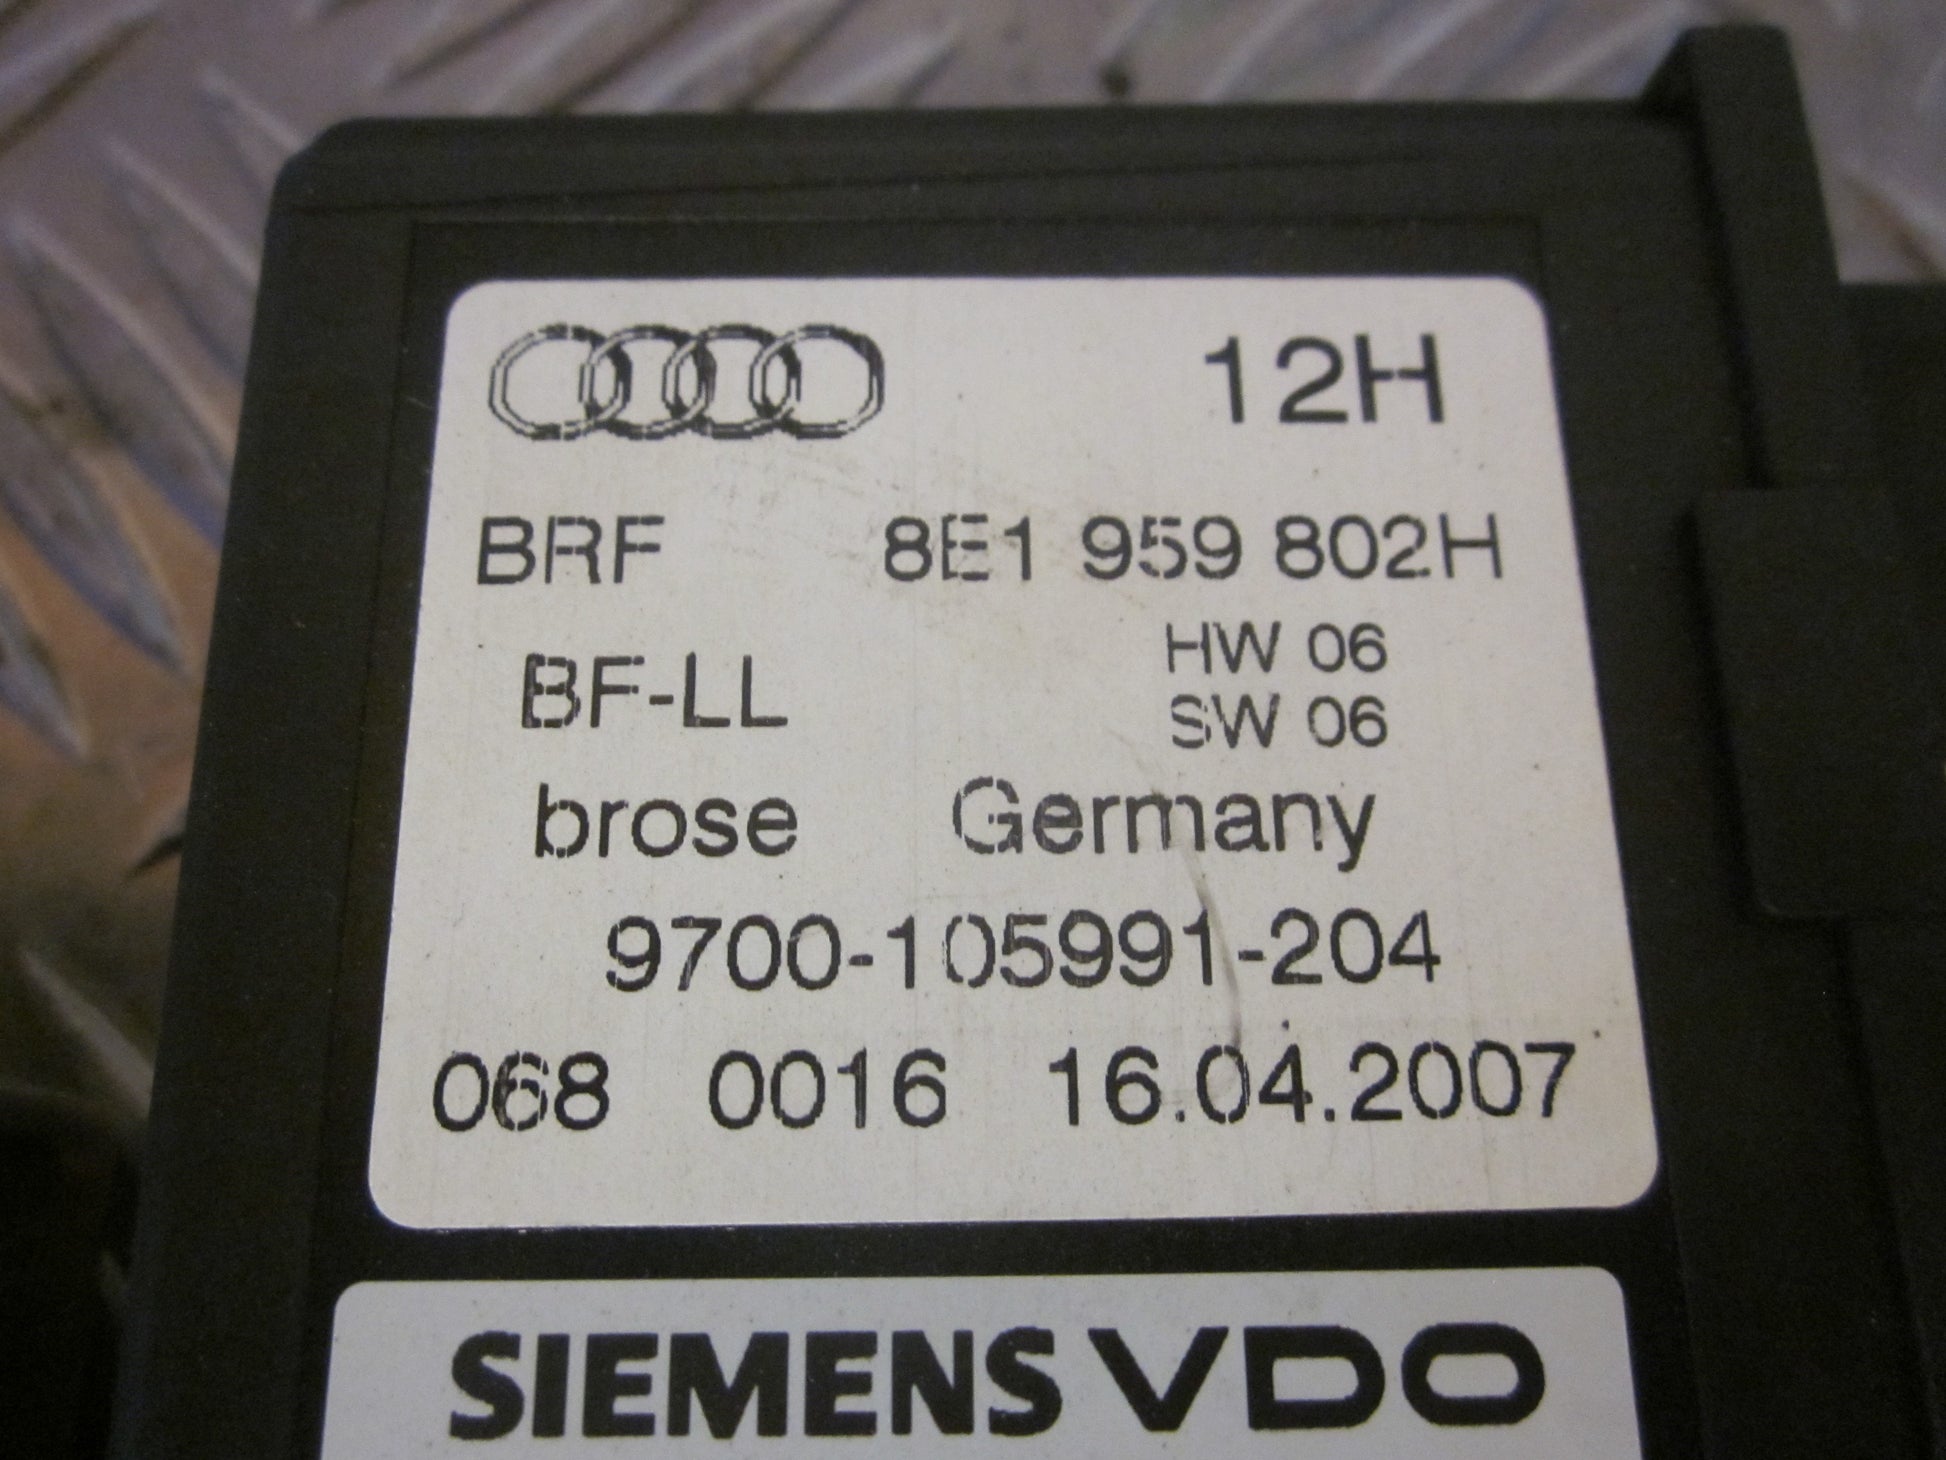 12H
BRF 8E1 959 802H
BF-LL HW 06
SW 06
brose Germany
9700-105991-204
068 0016 16.04.2007
SIEMENS VDO